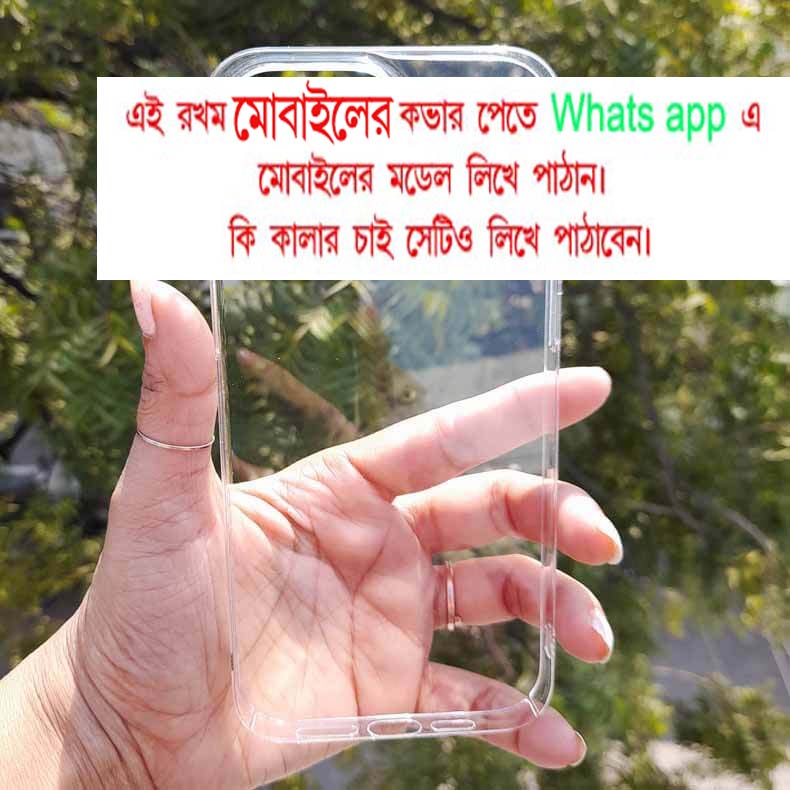 এই রখম মোবাইলের কভার পেতে Whats app এ
মোবাইলের মডেল লিখে পাঠান।
কি কালার চাই সেটিও লিখে পাঠাবেন।